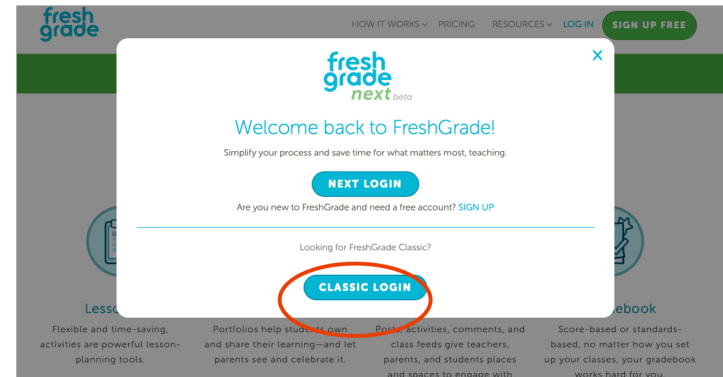 fresh
grade
HOW IT WORKS PRICING RESOURCES LOG IN SIGN UP FREE
X
fresh
grade
next beta
Welcome back to FreshGrade!
Simplify your process and save time for what matters most, teaching.
NEXT LOGIN
Are you new to FreshGrade and need a free account? SIGN UP
Looking for FreshGrade Classic?
CLASSIC LOGIN
Lesso
ebook
Flexible and time-saving,
activities are powerful lesson-
planning tools.
Portfolios help students own
and share their learning—and let
parents see and celebrate it.
Posts, activities, comments, and
class feeds give teachers,
parents, and students places
and spaces to engage with
Score-based or standards-
based, no matter how you set
up your classes, your gradebook
works hard for you